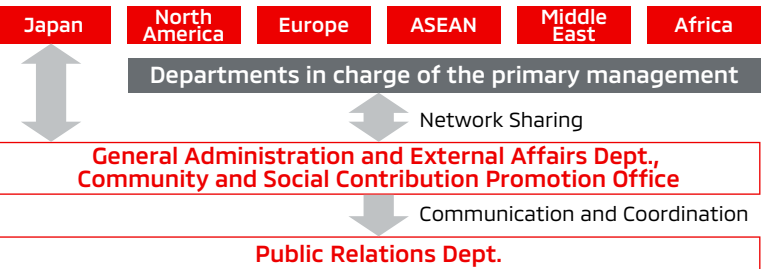 Japan
North
America
Europe
ASEAN
Middle
East
Africa
Departments in charge of the primary management
Network Sharing
General Administration and External Affairs Dept.,
Community and Social Contribution Promotion Office
Communication and Coordination
Public Relations Dept.